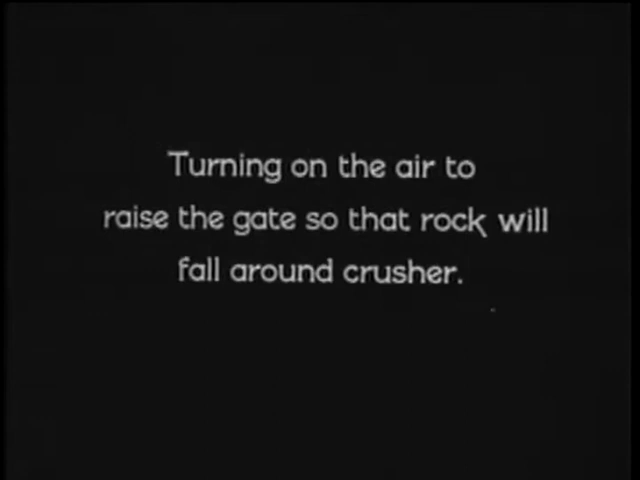 Turning on the air to
raise the gate so that rock will
fall around crusher.